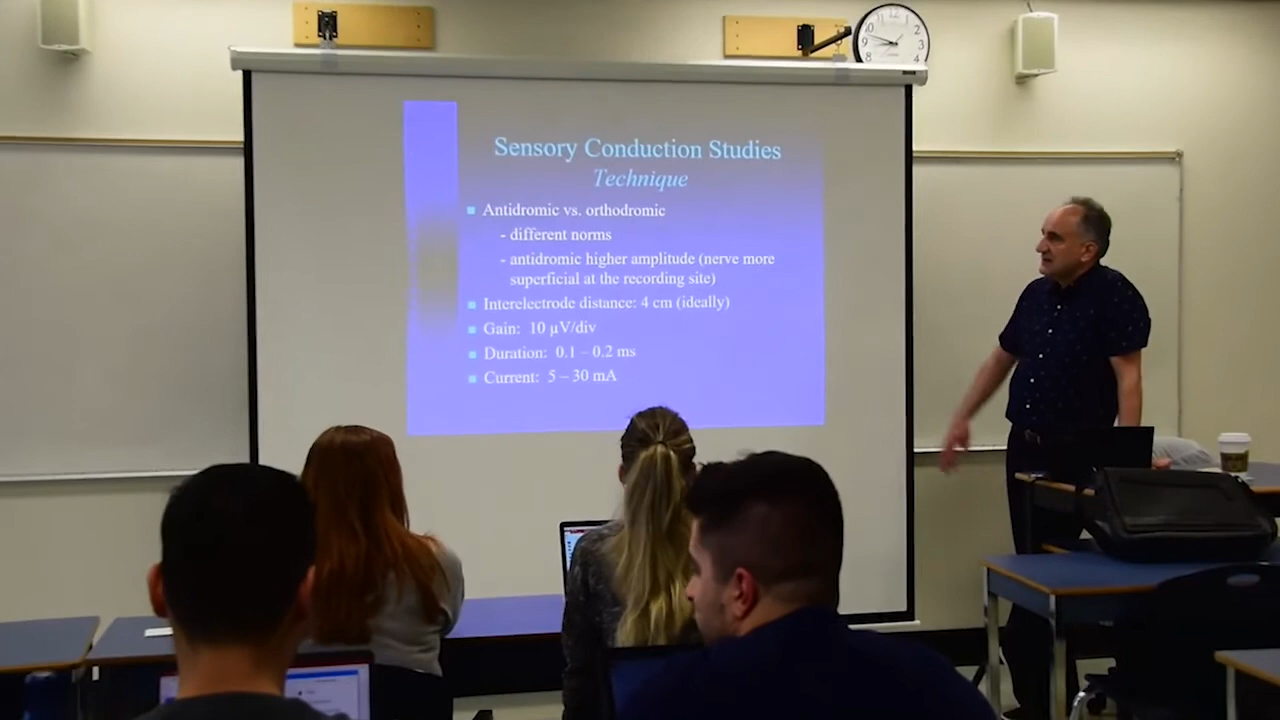 Sensory Conduction Studies
Technique
Antidromic vs. orthodromic
- different norms
- antidromic higher amplitude (nerve more
superficial at the recording site)
Interelectrode distance: 4 cm (ideally)
Gain: 10 µV/div
Duration: 0.1 – 0.2 ms
Current: 5 – 30 mA